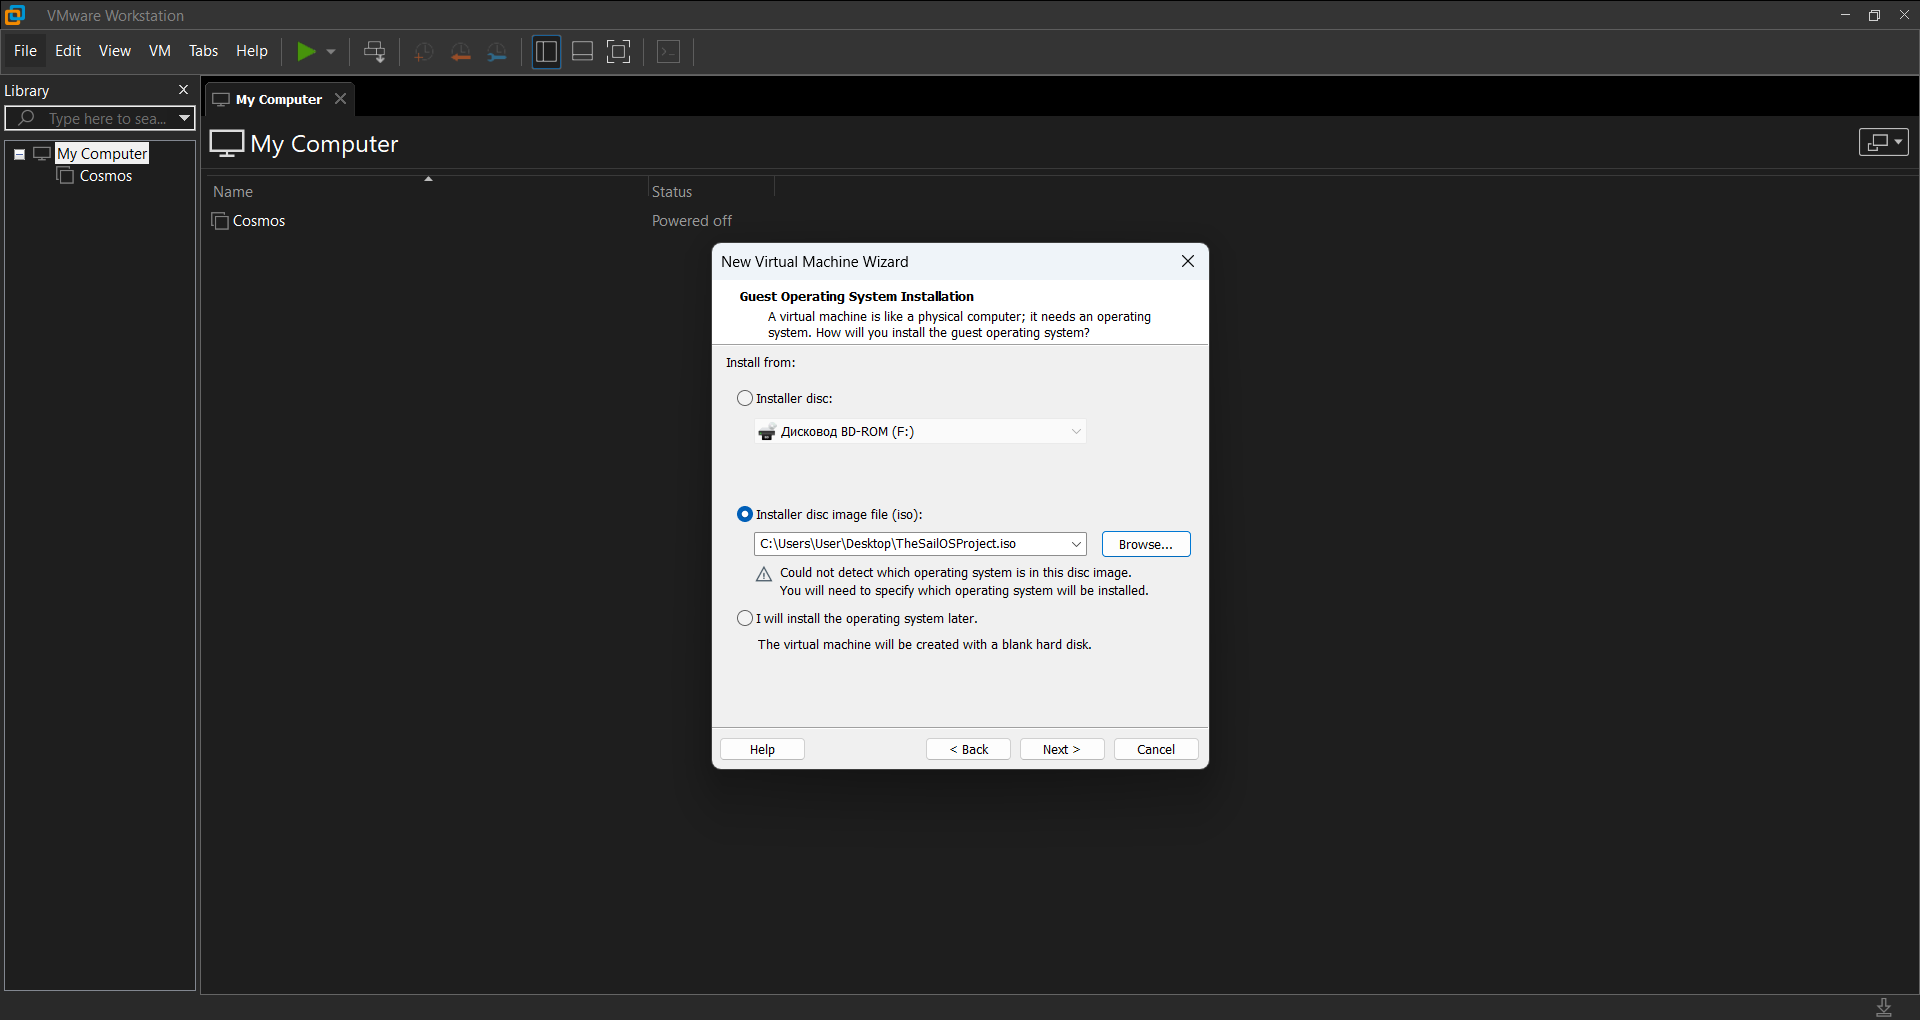 VMware Workstation
File Edit View VM Tabs Help
Library
My Computer
Type here to sea...
My Computer
My Computer
Cosmos
Name Status
Cosmos Powered off
New Virtual Machine Wizard
Guest Operating System Installation
A virtual machine is like a physical computer; it needs an operating
system. How will you install the guest operating system?
Install from:
Installer disc:
Дисковод BD-ROM (F:)
Installer disc image file (iso):
C:\Users\User\Desktop\TheSailOSProject.iso Browse...
Could not detect which operating system is in this disc image.
You will need to specify which operating system will be installed.
I will install the operating system later.
The virtual machine will be created with a blank hard disk.
Help < Back Next > Cancel